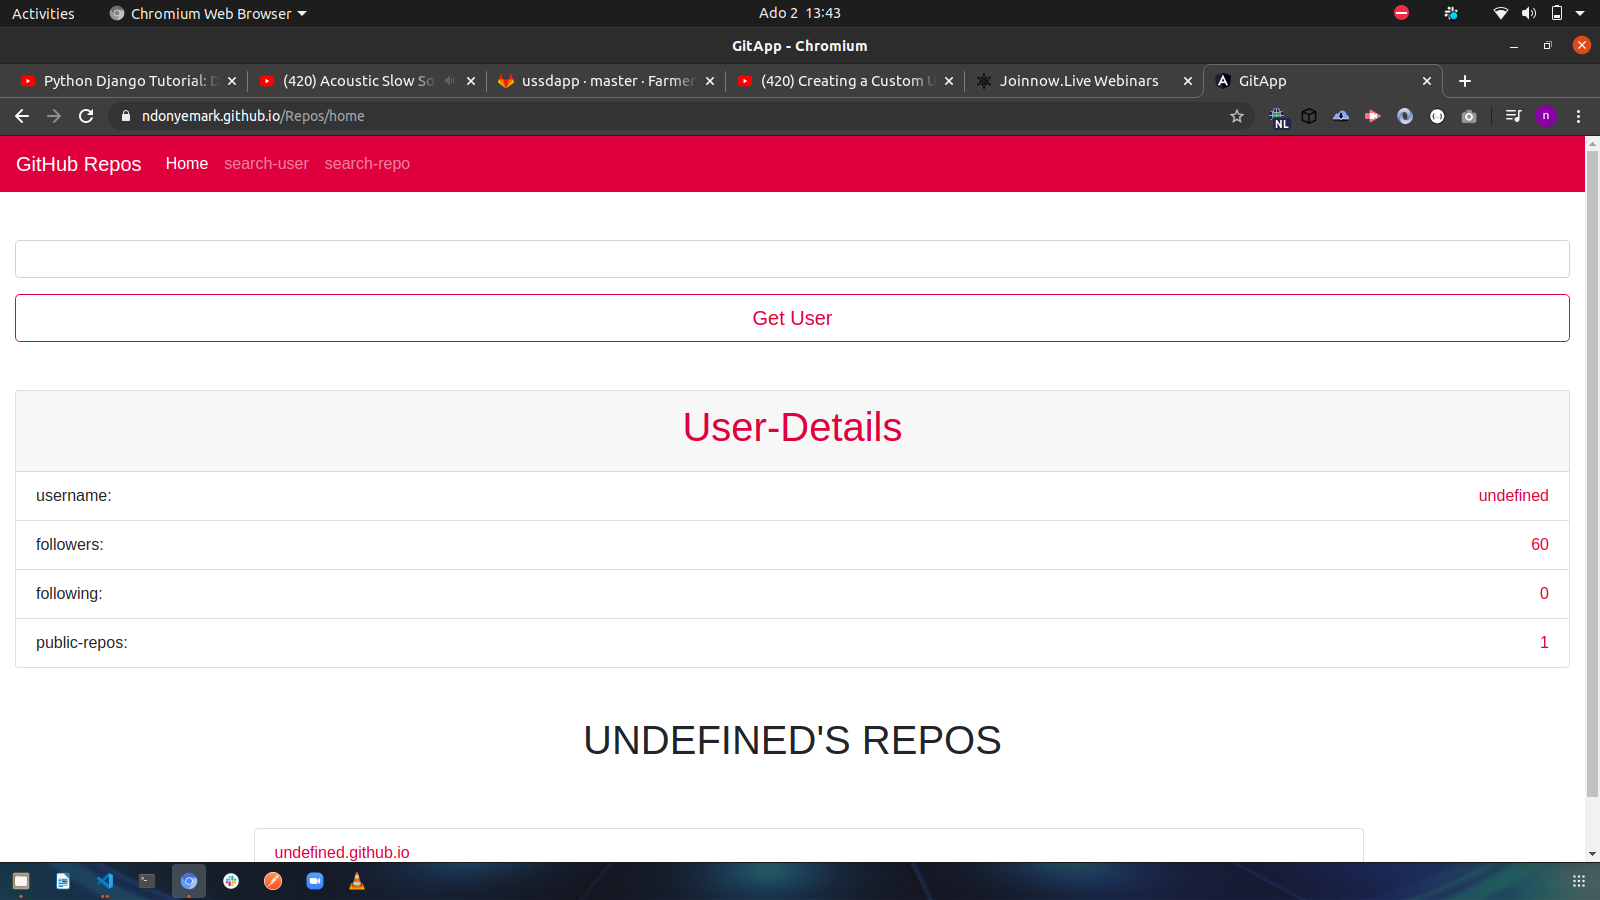 Activities
Chromium Web Browser
Ado 2 13:43
GitApp - Chromium
Python Django Tutorial: D
(420) Acoustic Slow So
ussdapp · master · Farmer
(420) Creating a Custom U
Joinnow.Live Webinars
GitApp
ndonyemark.github.io/Repos/home
NL
n
GitHub Repos
Home
search-user
search-repo
Get User
User-Details
username: undefined
followers: 60
following: 0
public-repos: 1
UNDEFINED'S REPOS
undefined.github.io